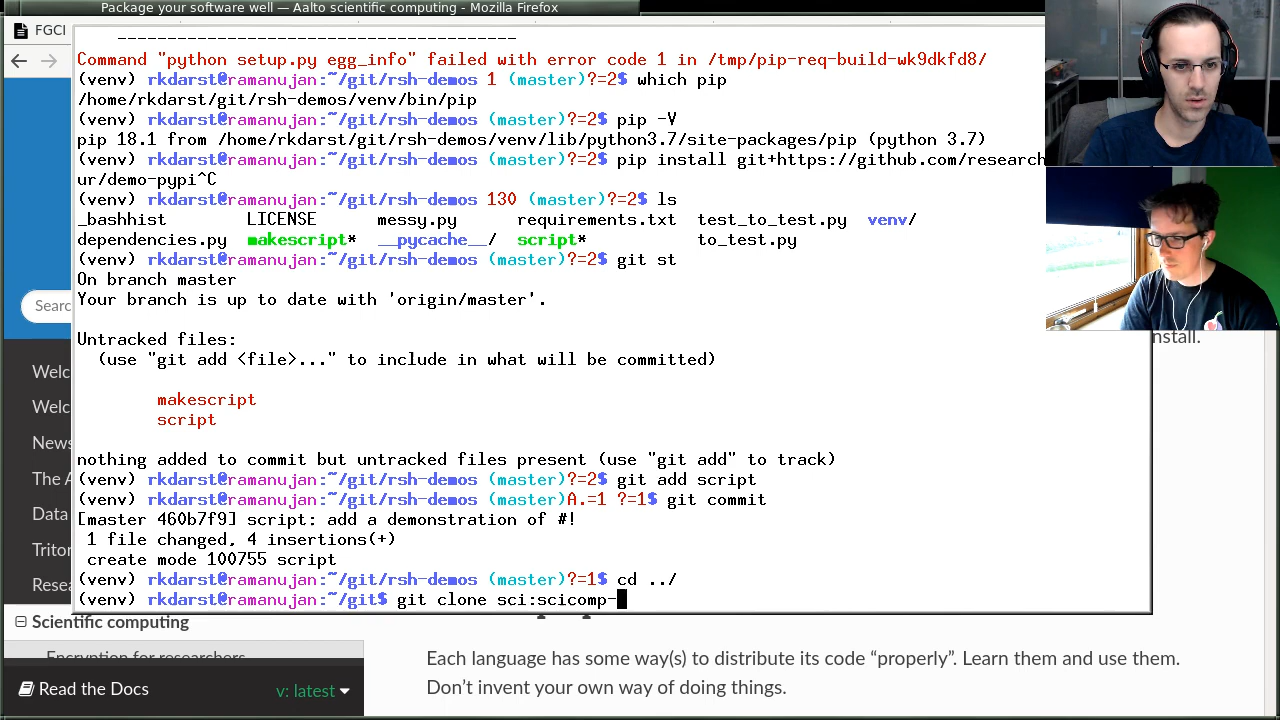 Package your software well — Aalto scientific computing - Mozilla Firefox
FGCI
----------------------------------------
Command "python setup.py egg_info" failed with error code 1 in /tmp/pip-req-build-wk9dkfd8/
(venv) rkdarst@ramanujan:~/git/rsh-demos 1 (master)?=2$ which pip
/home/rkdarst/git/rsh-demos/venv/bin/pip
(venv) rkdarst@ramanujan:~/git/rsh-demos (master)?=2$ pip -V
pip 18.1 from /home/rkdarst/git/rsh-demos/venv/lib/python3.7/site-packages/pip (python 3.7)
(venv) rkdarst@ramanujan:~/git/rsh-demos (master)?=2$ pip install git+https://github.com/research
ur/demo-pypi^C
(venv) rkdarst@ramanujan:~/git/rsh-demos 130 (master)?=2$ ls
_bashhist LICENSE messy.py requirements.txt test_to_test.py venv/
dependencies.py makescript* __pycache__/ script* to_test.py
(venv) rkdarst@ramanujan:~/git/rsh-demos (master)?=2$ git st
On branch master
Your branch is up to date with 'origin/master'.
Searc
Untracked files:
nstall.
(use "git add <file>..." to include in what will be committed)
Welc
makescript
Welc
script
News
nothing added to commit but untracked files present (use "git add" to track)
The A
(venv) rkdarst@ramanujan:~/git/rsh-demos (master)?=2$ git add script
Data
(venv) rkdarst@ramanujan:~/git/rsh-demos (master)A.=1 ?=1$ git commit
[master 460b7f9] script: add a demonstration of #!
1 file changed, 4 insertions(+)
Triton
create mode 100755 script
Resea
(venv) rkdarst@ramanujan:~/git/rsh-demos (master)?=1$ cd ../
(venv) rkdarst@ramanujan:~/git$ git clone sci:scicomp-
Scientific computing
Encryption for researchers
Each language has some way(s) to distribute its code “properly”. Learn them and use them.
Don’t invent your own way of doing things.
Read the Docs
v: latest